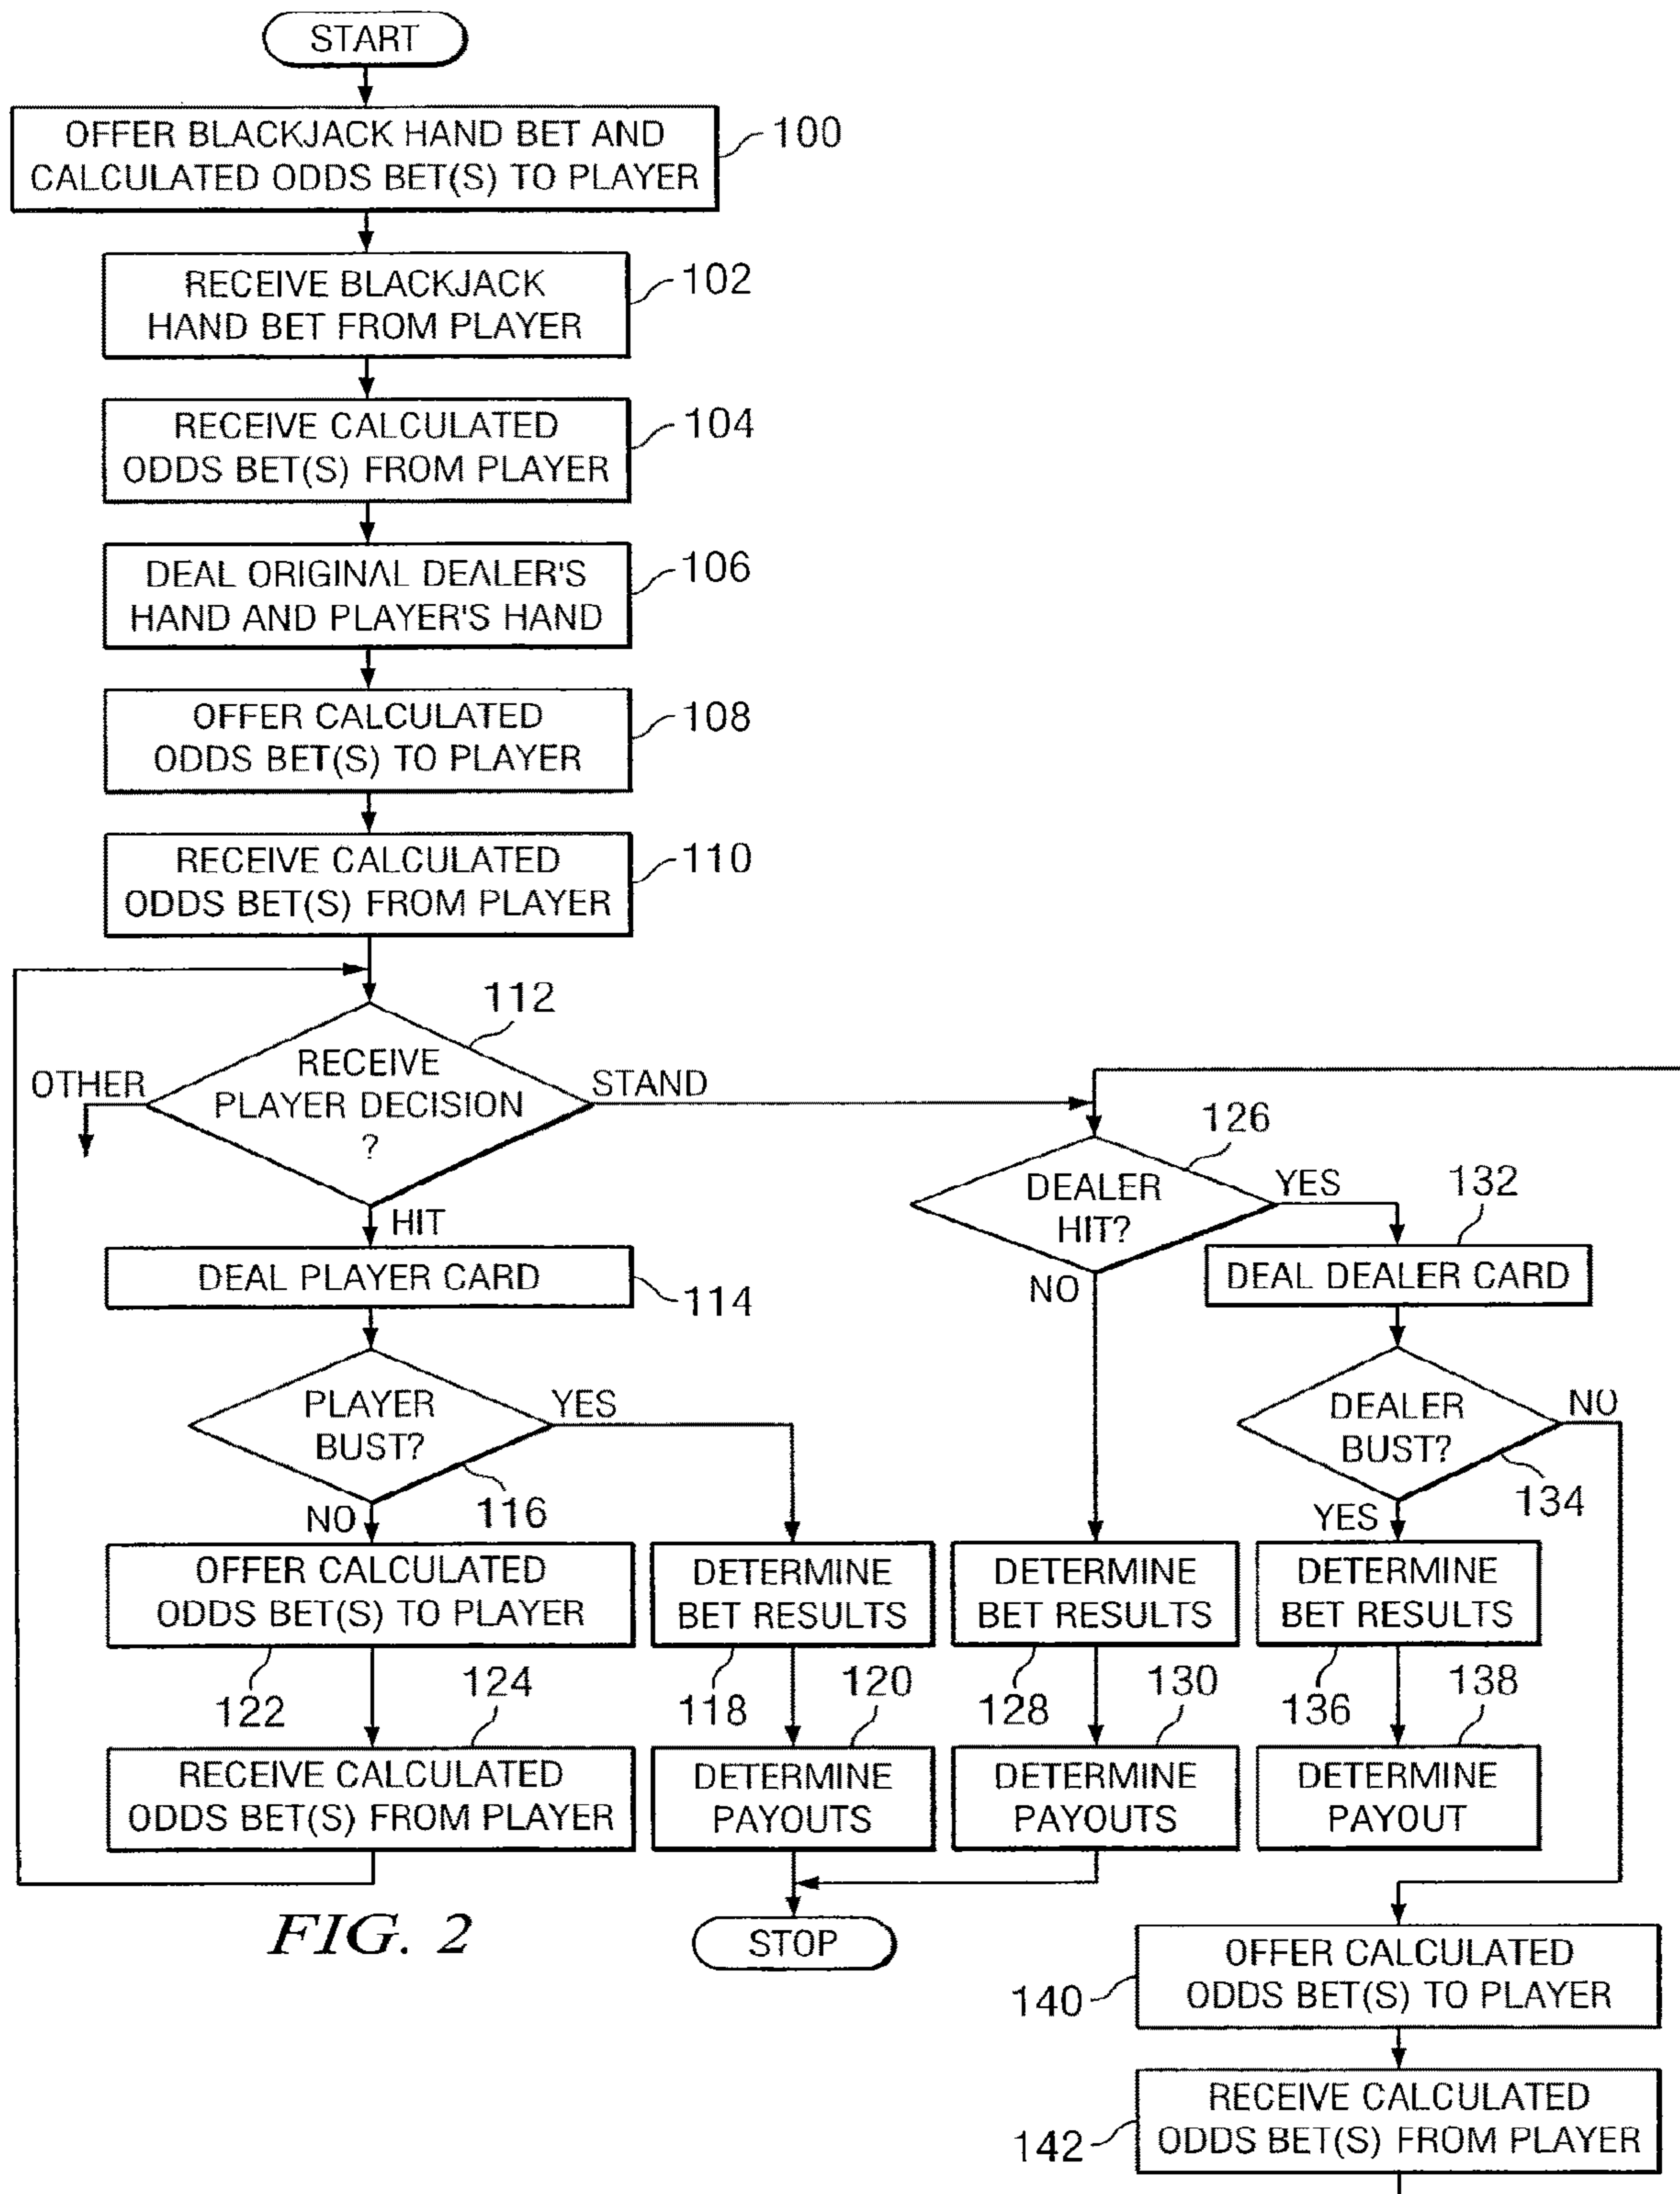 START
OFFER BLACKJACK HAND BET AND
CALCULATED ODDS BET(S) TO PLAYER
100
RECEIVE BLACKJACK
HAND BET FROM PLAYER
102
RECEIVE CALCULATED
ODDS BET(S) FROM PLAYER
104
DEAL ORIGINAL DEALER'S
HAND AND PLAYER'S HAND
106
OFFER CALCULATED
ODDS BET(S) TO PLAYER
108
RECEIVE CALCULATED
ODDS BET(S) FROM PLAYER
110
112
RECEIVE
PLAYER DECISION
?
OTHER
STAND
HIT
DEAL PLAYER CARD
114
PLAYER
BUST?
YES
116
NO
OFFER CALCULATED
ODDS BET(S) TO PLAYER
122
124
RECEIVE CALCULATED
ODDS BET(S) FROM PLAYER
DETERMINE
BET RESULTS
118
120
DETERMINE
PAYOUTS
126
DEALER
HIT?
YES
NO
132
DEAL DEALER CARD
DEALER
BUST?
NO
134
YES
DETERMINE
BET RESULTS
128
130
DETERMINE
PAYOUTS
DETERMINE
BET RESULTS
136
138
DETERMINE
PAYOUT
STOP
FIG. 2
OFFER CALCULATED
ODDS BET(S) TO PLAYER
140
RECEIVE CALCULATED
ODDS BET(S) FROM PLAYER
142